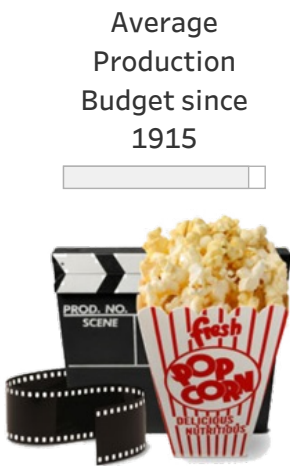 Average
Production
Budget since
1915
PROD. NO.
SCENE
fresh
POP
CORN
DELICIOUS
NUTRITIOUS